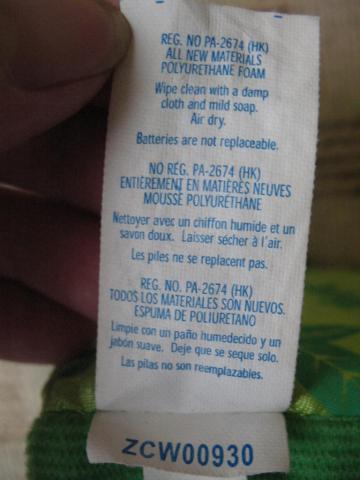 REG. NO PA-2674 (HK)
ALL NEW MATERIALS
POLYURETHANE FOAM
Wipe clean with a damp
cloth and mild soap.
Air dry.
Batteries are not replaceable.
NO RÉG. PA-2674 (HK)
ENTIÈREMENT EN MATIÈRES NEUVES
MOUSSE POLYURÉTHANE
Nettoyer avec un chiffon humide et un
savon doux. Laisser sécher à l'air.
Les piles ne se replacent pas.
REG. NO. PA-2674 (HK)
TODOS LOS MATERIALES SON NUEVOS.
ESPUMA DE POLIURETANO
Limpie con un paño humedecido y un
jabón suave. Deje que se seque solo.
Las pilas no son reemplazables.
ZCW00930